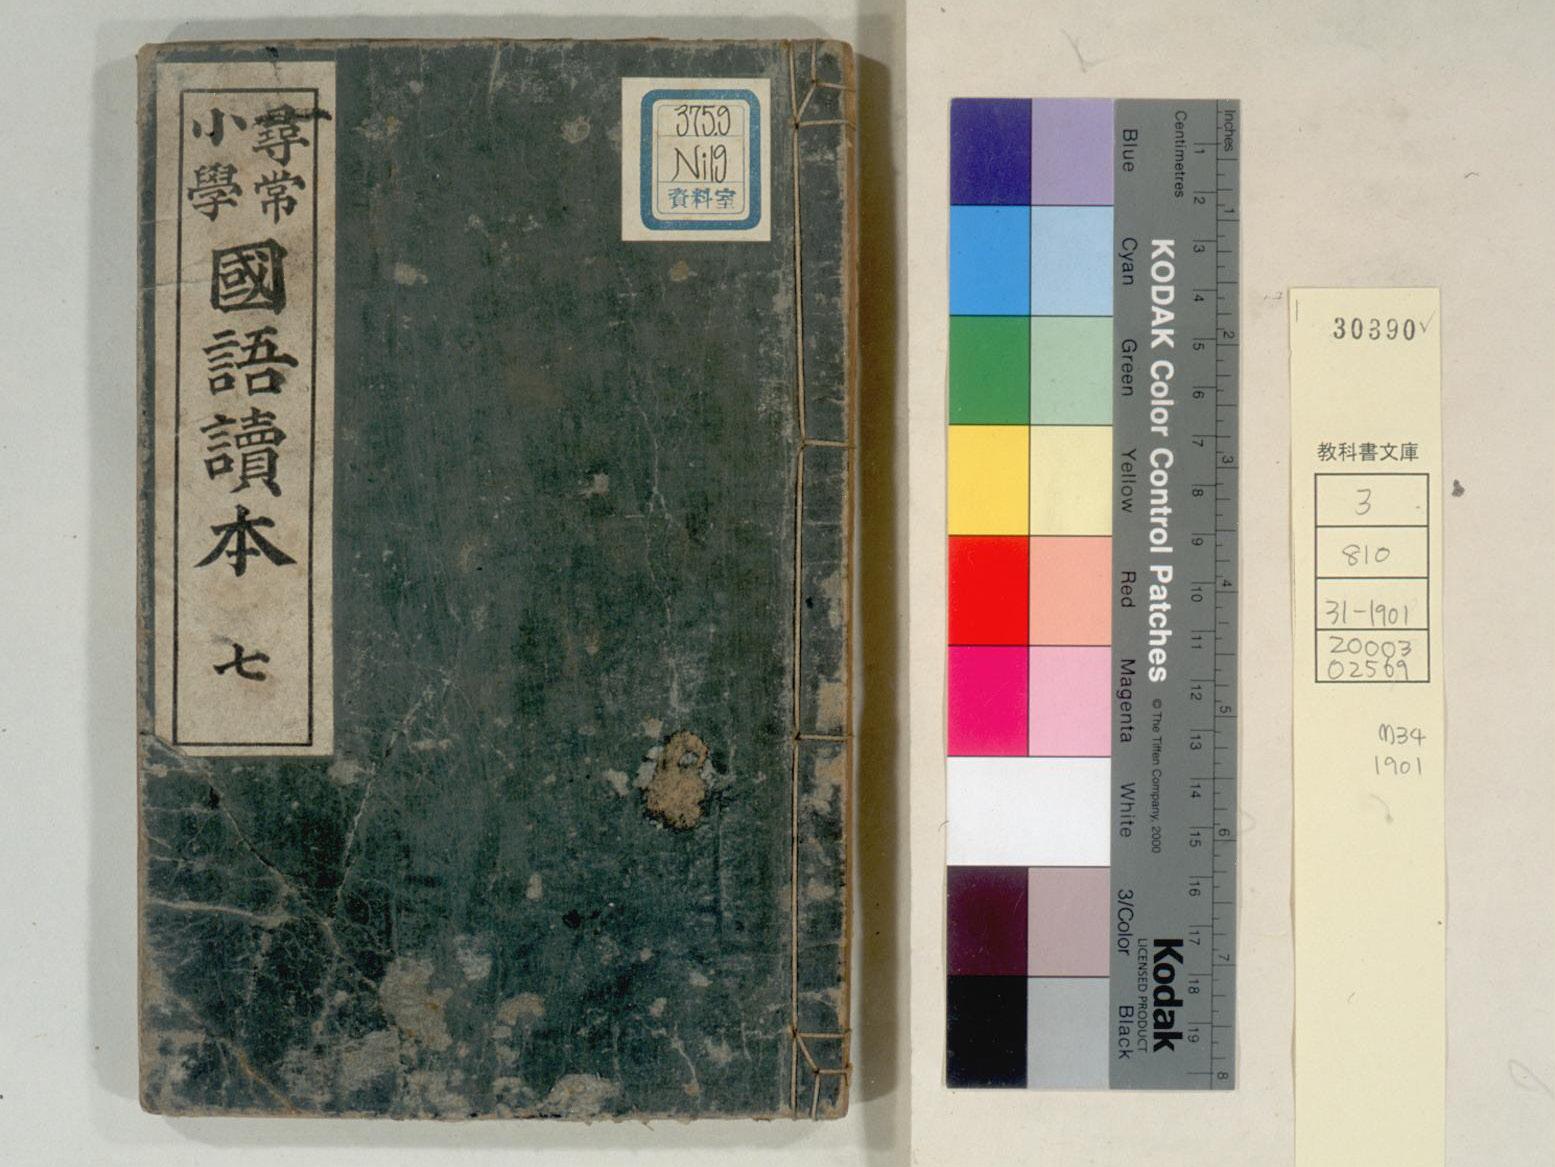 尋常
小學
國語讀本 七
375.9
Ni19
資料室
Inches
Centimetres
1 2 3 4 5 6 7 8
1 2 3 4 5 6 7 8 9 10 11 12 13 14 15 16 17 18 19
KODAK Color Control Patches
© The Tiffen Company, 2000
Kodak
LICENSED PRODUCT
Blue
Cyan
Green
Yellow
Red
Magenta
White
3/Color
Black
30390
教科書文庫
3
810
31-1901
20003
02569
M34
1901